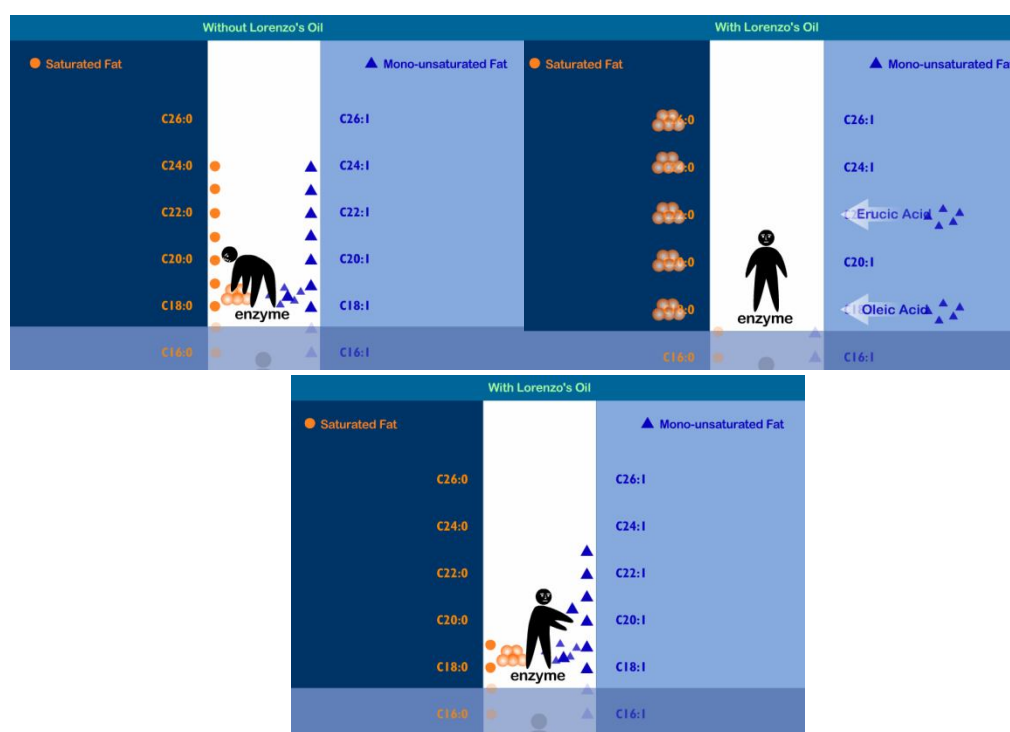 Without Lorenzo's Oil
Saturated Fat
Mono-unsaturated Fat
C26:0
C26:1
C24:0
C24:1
C22:0
C22:1
C20:0
C20:1
C18:0
C18:1
enzyme
C16:0
C16:1
With Lorenzo's Oil
Saturated Fat
Mono-unsaturated Fa
C26:1
C24:1
Erucic Acid
C20:1
Oleic Acid
enzyme
C16:0
C16:1
With Lorenzo's Oil
Saturated Fat
Mono-unsaturated Fat
C26:0
C26:1
C24:0
C24:1
C22:0
C22:1
C20:0
C20:1
C18:0
C18:1
enzyme
C16:0
C16:1